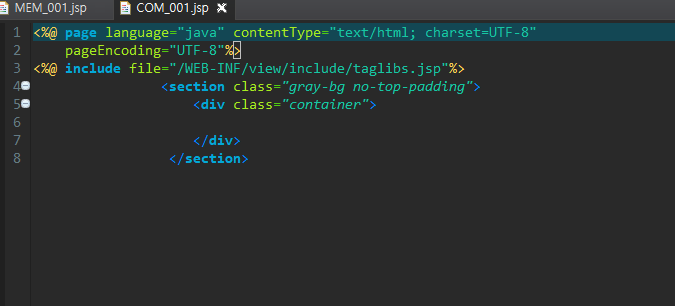 MEM_001.jsp COM_001.jsp
1 <%@ page language="java" contentType="text/html; charset=UTF-8"
2 pageEncoding="UTF-8"%>
3 <%@ include file="/WEB-INF/view/include/taglibs.jsp"%>
4 <section class="gray-bg no-top-padding">
5 <div class="container">
6
7 </div>
8 </section>